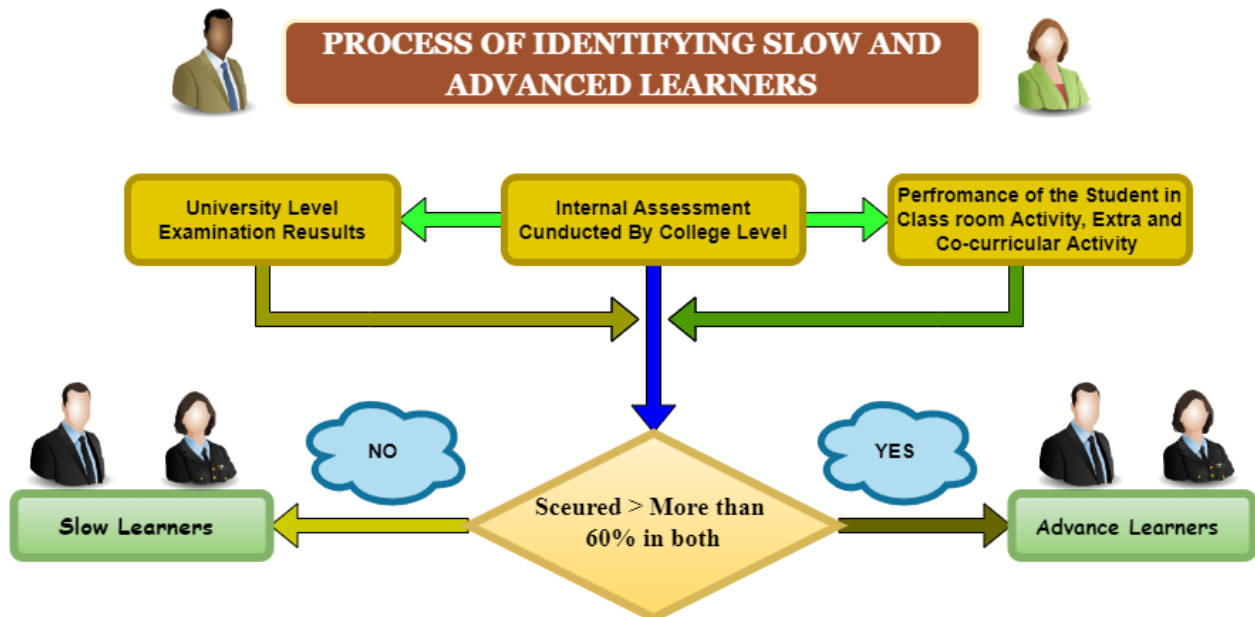 PROCESS OF IDENTIFYING SLOW AND
ADVANCED LEARNERS
University Level
Examination Reusults
Internal Assessment
Cunducted By College Level
Perfromance of the Student in
Class room Activity, Extra and
Co-curricular Activity
NO
YES
Slow Learners
Sceured > More than
60% in both
Advance Learners